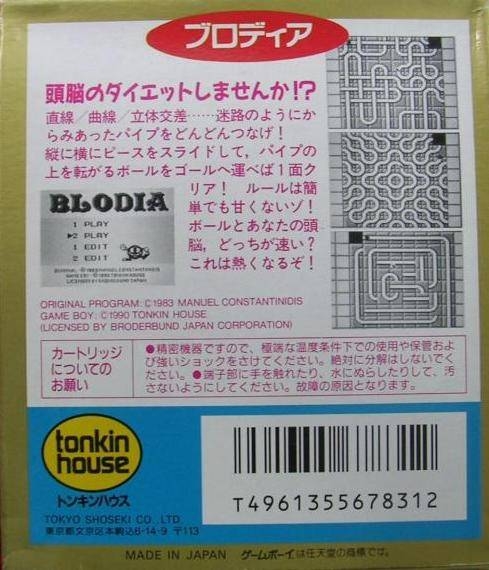 ブロディア
頭脳のダイエットしませんか!?
直線／曲線／立体交差……迷路のようにか
らみあったパイプをどんどんつなげ!
縦に横にピースをスライドして，パイプの
上を転がるボールをゴールへ運べば1面ク
リア! ルールは簡
単でも甘くないゾ!
ボールとあなたの頭
脳，どっちが速い?
これは熱くなるぞ!
BLODIA
1 PLAY
▶2 PLAY
1 EDIT
2 EDIT
ORIGINAL PROGRAM: ©1983 MANUEL CONSTANTINIDIS
GAME BOY: ©1990 TONKIN HOUSE
(LICENSED BY BRODERBUND JAPAN CORPORATION)
カートリッジ
についての
お願い
●精密機器ですので、極端な温度条件下での使用や保管およ
び強いショックをさけてください。絶対に分解はしないでく
ださい。●端子部に手を触れたり、水にぬらしたりして、汚
さないようにしてください。故障の原因となります。
tonkin
house
トンキンハウス
TOKYO SHOSEKI CO.,LTD.
東京都文京区本駒込6-14-9 〒113
T4961355678312
MADE IN JAPAN ゲームボーイは任天堂の商標です。